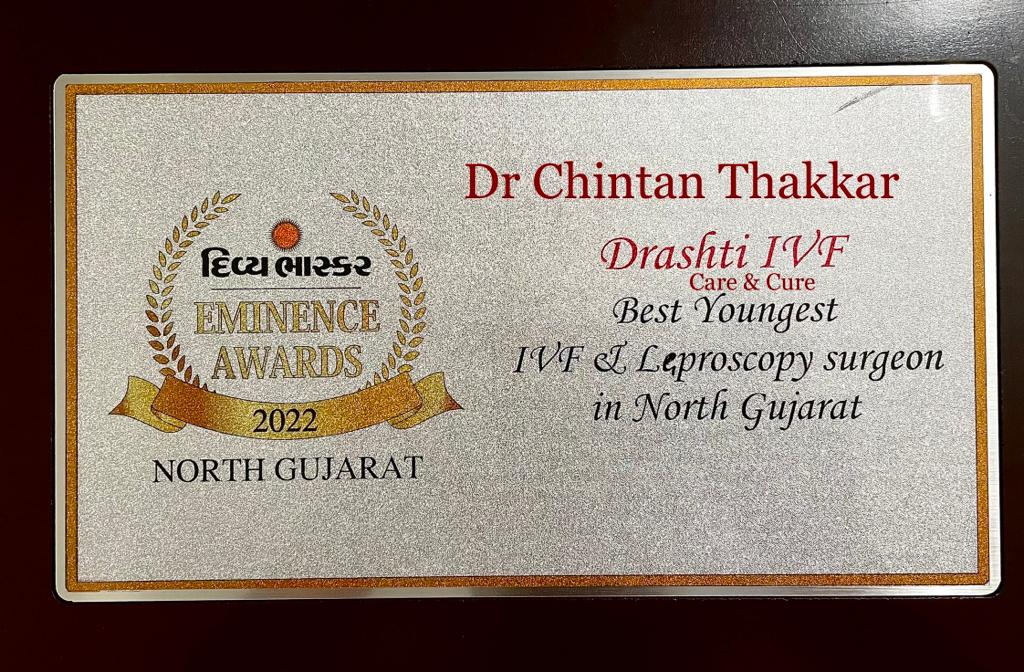 દિવ્ય ભાસ્કર
EMINENCE
AWARDS
2022
NORTH GUJARAT
Dr Chintan Thakkar
Drashti IVF
Care & Cure
Best Youngest
IVF & Laproscopy surgeon
in North Gujarat